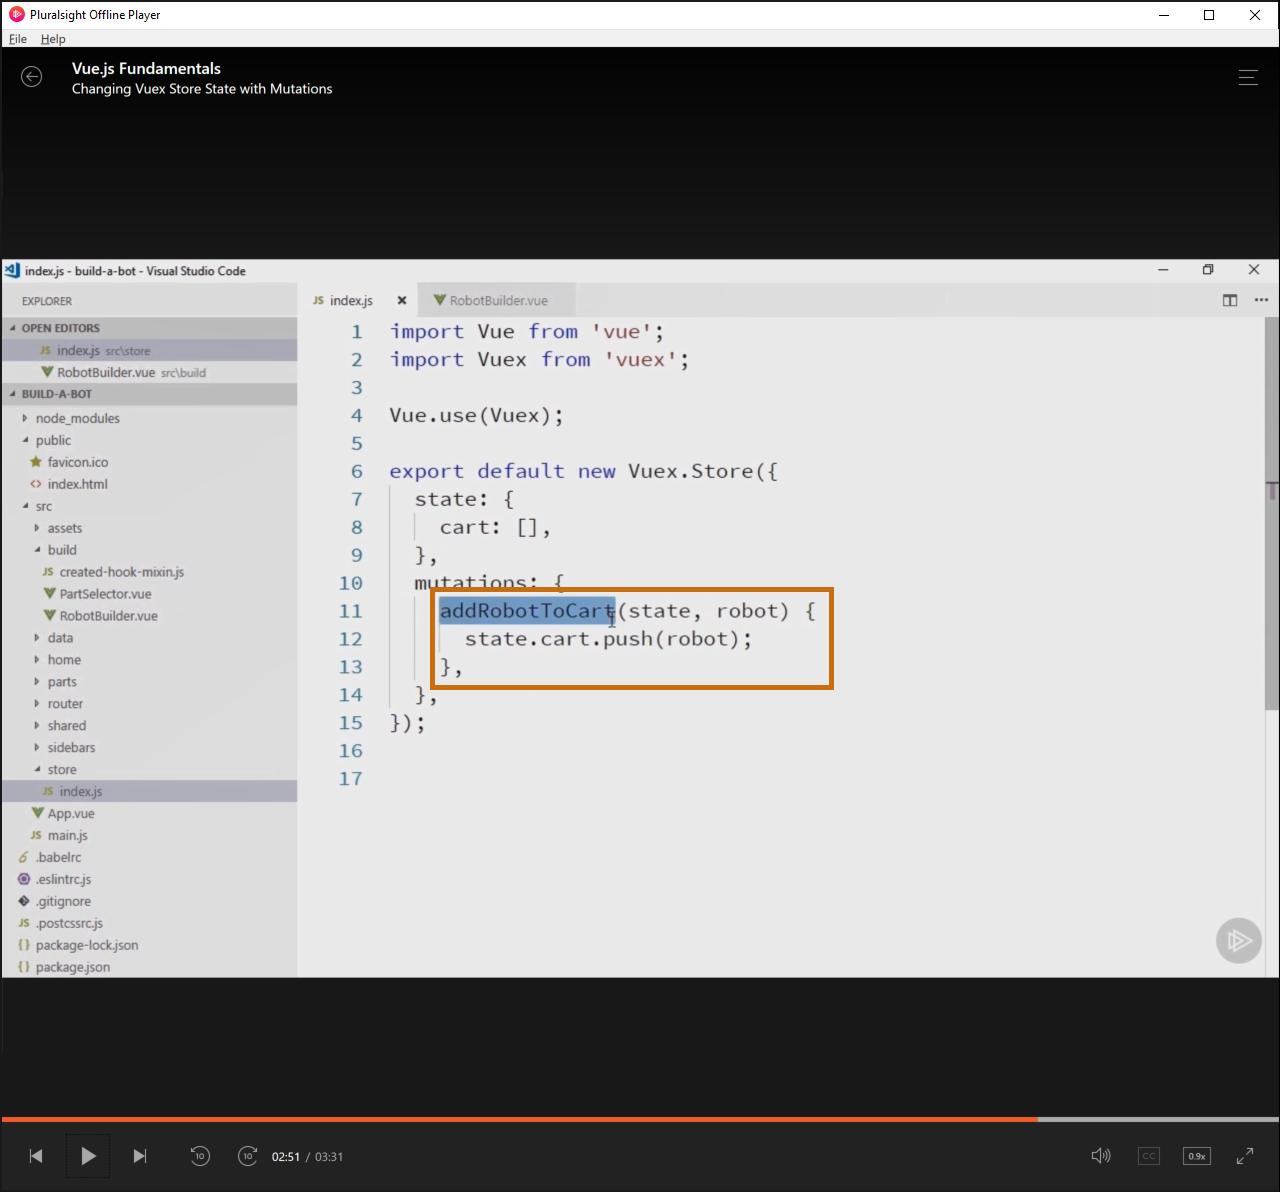 Pluralsight Offline Player
File Help
Vue.js Fundamentals
Changing Vuex Store State with Mutations
index.js - build-a-bot - Visual Studio Code
EXPLORER
OPEN EDITORS
JS index.js src\store
RobotBuilder.vue src\build
BUILD-A-BOT
node_modules
public
favicon.ico
<> index.html
src
assets
build
JS created-hook-mixin.js
PartSelector.vue
RobotBuilder.vue
data
home
parts
router
shared
sidebars
store
JS index.js
App.vue
JS main.js
.babelrc
.eslintrc.js
.gitignore
JS .postcssrc.js
{} package-lock.json
{} package.json
JS index.js RobotBuilder.vue
1 import Vue from 'vue';
2 import Vuex from 'vuex';
3
4 Vue.use(Vuex);
5
6 export default new Vuex.Store({
7 state: {
8 cart: [],
9 },
10 mutations: {
11 addRobotToCart(state, robot) {
12 state.cart.push(robot);
13 },
14 },
15 });
16
17
10 10 02:51 / 03:31 CC 0.9x